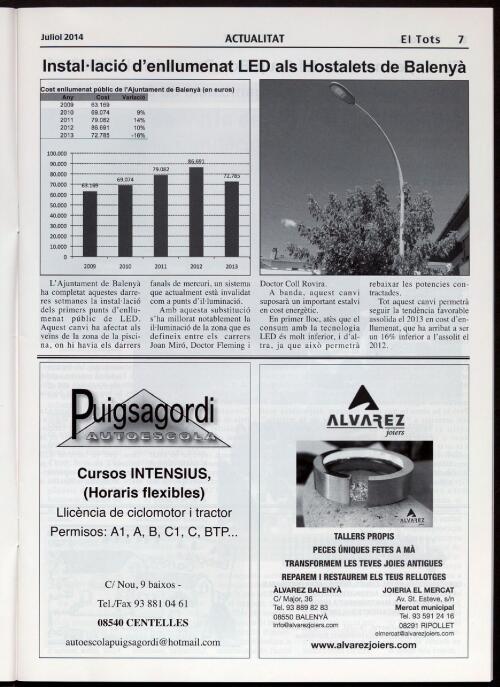 Juliol 2014
ACTUALITAT
El Tots 7
Instal·lació d'enllumenat LED als Hostalets de Balenyà
Cost enllumenat públic de l'Ajuntament de Balenyà (en euros)
Any Cost Variació
2009 63.169
2010 69.074 9%
2011 79.082 14%
2012 86.691 10%
2013 72.785 -16%
100.000
90.000
80.000
70.000
60.000
50.000
40.000
30.000
20.000
10.000
0
63.169
69.074
79.082
86.691
72.785
2009 2010 2011 2012 2013
L'Ajuntament de Balenyà
ha completat aquestes darre-
res setmanes la instal·lació
dels primers punts d'enllu-
menat públic de LED.
Aquest canvi ha afectat als
veïns de la zona de la pisci-
na, on hi havia els darrers
fanals de mercuri, un sistema
que actualment està invalidat
com a punts d'il·luminació.
Amb aquesta substitució
s'ha millorat notablement la
il·luminació de la zona que es
defineix entre els carrers
Joan Miró, Doctor Fleming i
Doctor Coll Rovira.
A banda, aquest canvi
suposarà un important estalvi
en cost energètic.
En primer lloc, atès que el
consum amb la tecnologia
LED és molt inferior, i d'al-
tra, ja que això permetrà
rebaixar les potencies con-
tractades.
Tot aquest canvi permetrà
seguir la tendència favorable
assolida el 2013 en cost d'en-
llumenat, que ha arribat a ser
un 16% inferior a l'assolit el
2012.
Puigsagordi
AUTOESCOLA
Cursos INTENSIUS,
(Horaris flexibles)
Llicència de ciclomotor i tractor
Permisos: A1, A, B, C1, C, BTP...
C/ Nou, 9 baixos -
Tel./Fax 93 881 04 61
08540 CENTELLES
autoescolapuigsagordi@hotmail.com
ALVAREZ
joiers
ALVAREZ
joiers
TALLERS PROPIS
PECES ÚNIQUES FETES A MÀ
TRANSFORMEM LES TEVES JOIES ANTIGUES
REPAREM I RESTAUREM ELS TEUS RELLOTGES
ÀLVAREZ BALENYÀ
C/ Major, 36
Tel. 93 889 82 83
08550 BALENYÀ
info@alvarezjoiers.com
JOIERIA EL MERCAT
Av. St. Esteve, s/n
Mercat municipal
Tel. 93 591 24 16
08291 RIPOLLET
elmercat@alvarezjoiers.com
www.alvarezjoiers.com